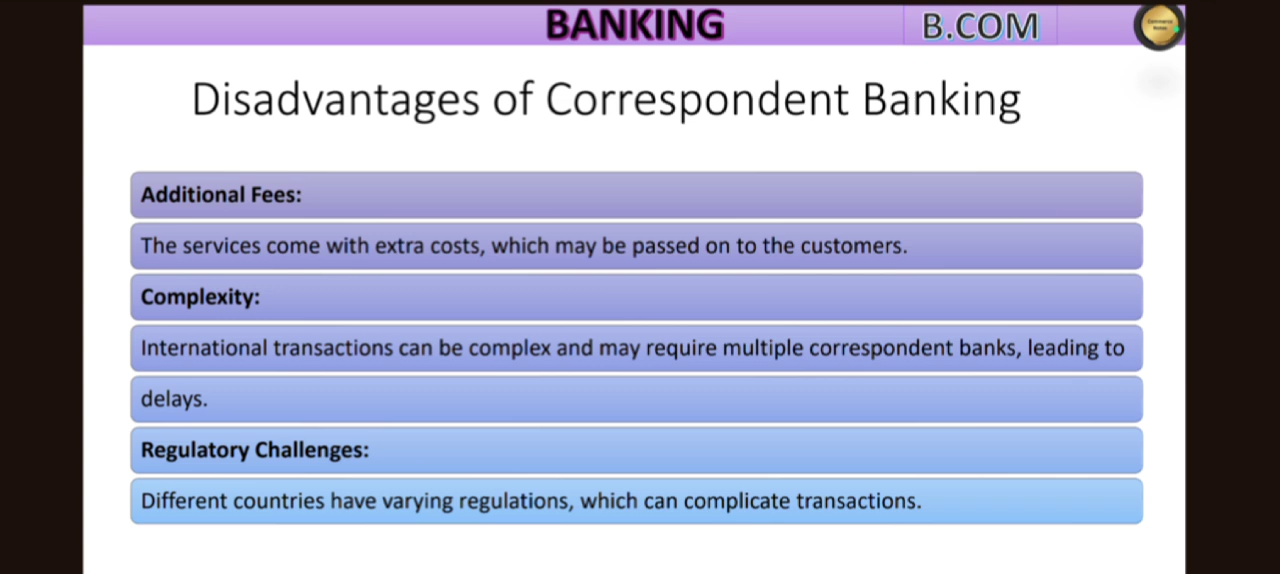 BANKING
B.COM
Commerce
Disadvantages of Correspondent Banking
Additional Fees:
The services come with extra costs, which may be passed on to the customers.
Complexity:
International transactions can be complex and may require multiple correspondent banks, leading to
delays.
Regulatory Challenges:
Different countries have varying regulations, which can complicate transactions.